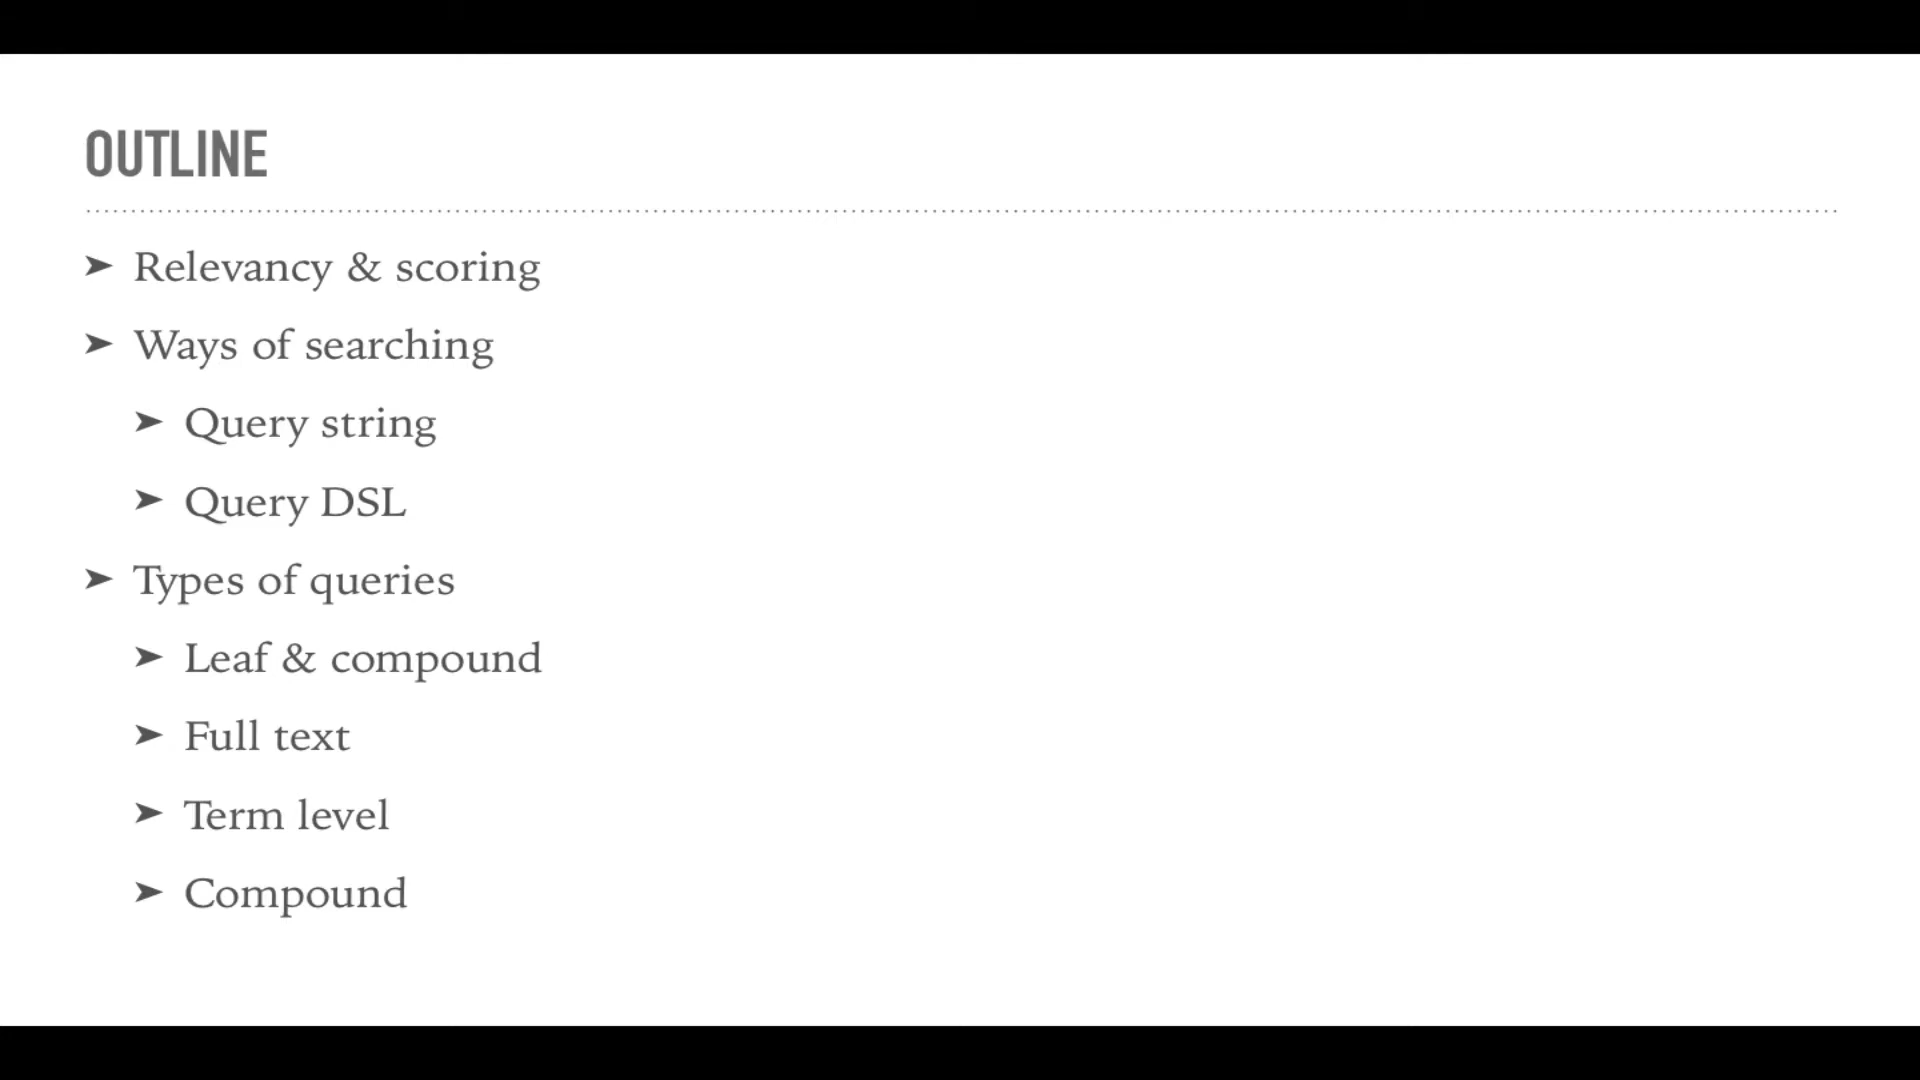 OUTLINE
➤ Relevancy & scoring
➤ Ways of searching
➤ Query string
➤ Query DSL
➤ Types of queries
➤ Leaf & compound
➤ Full text
➤ Term level
➤ Compound